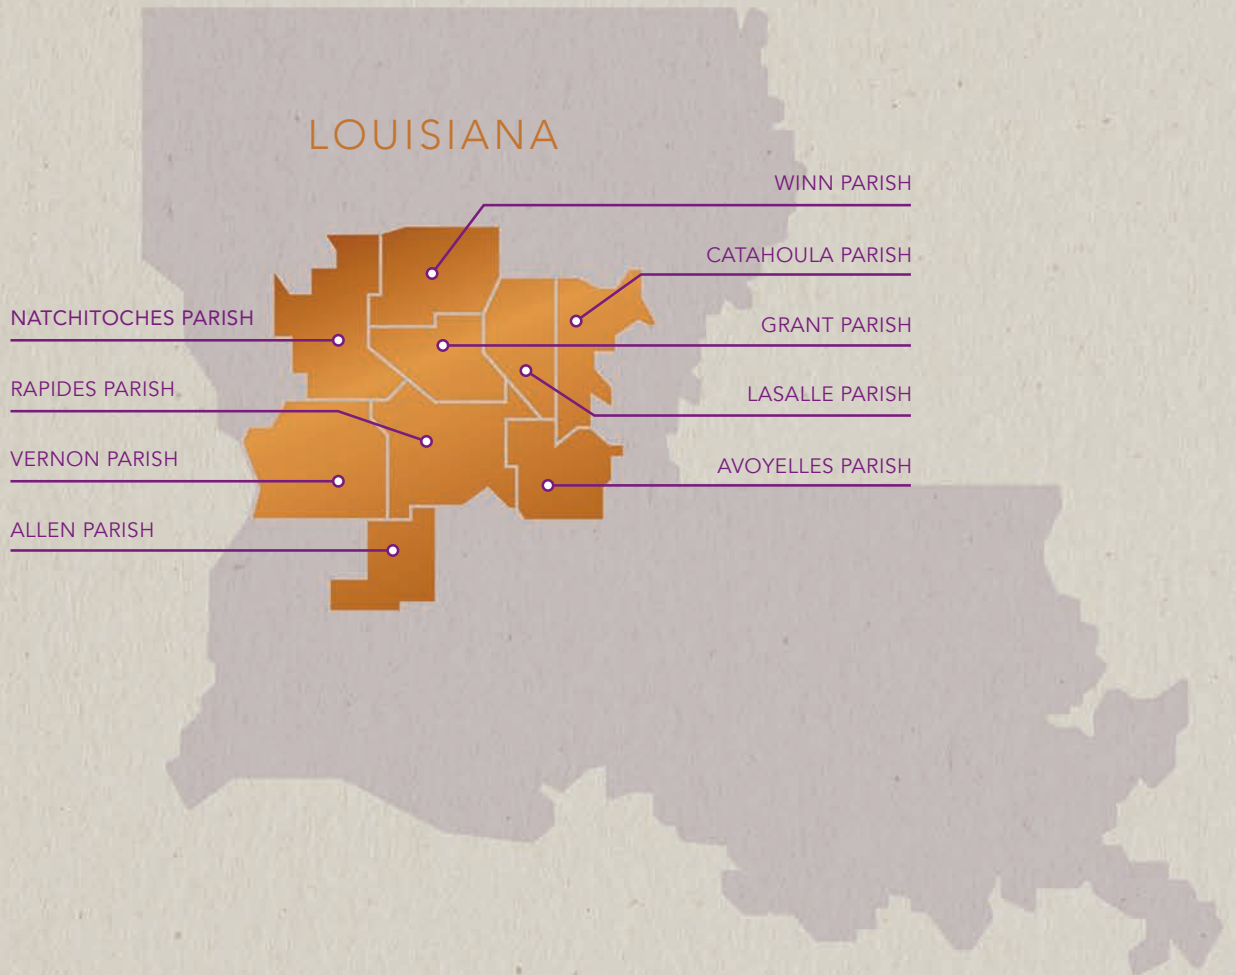 LOUISIANA
WINN PARISH
CATAHOULA PARISH
NATCHITOCHES PARISH
GRANT PARISH
RAPIDES PARISH
LASALLE PARISH
VERNON PARISH
AVOYELLES PARISH
ALLEN PARISH